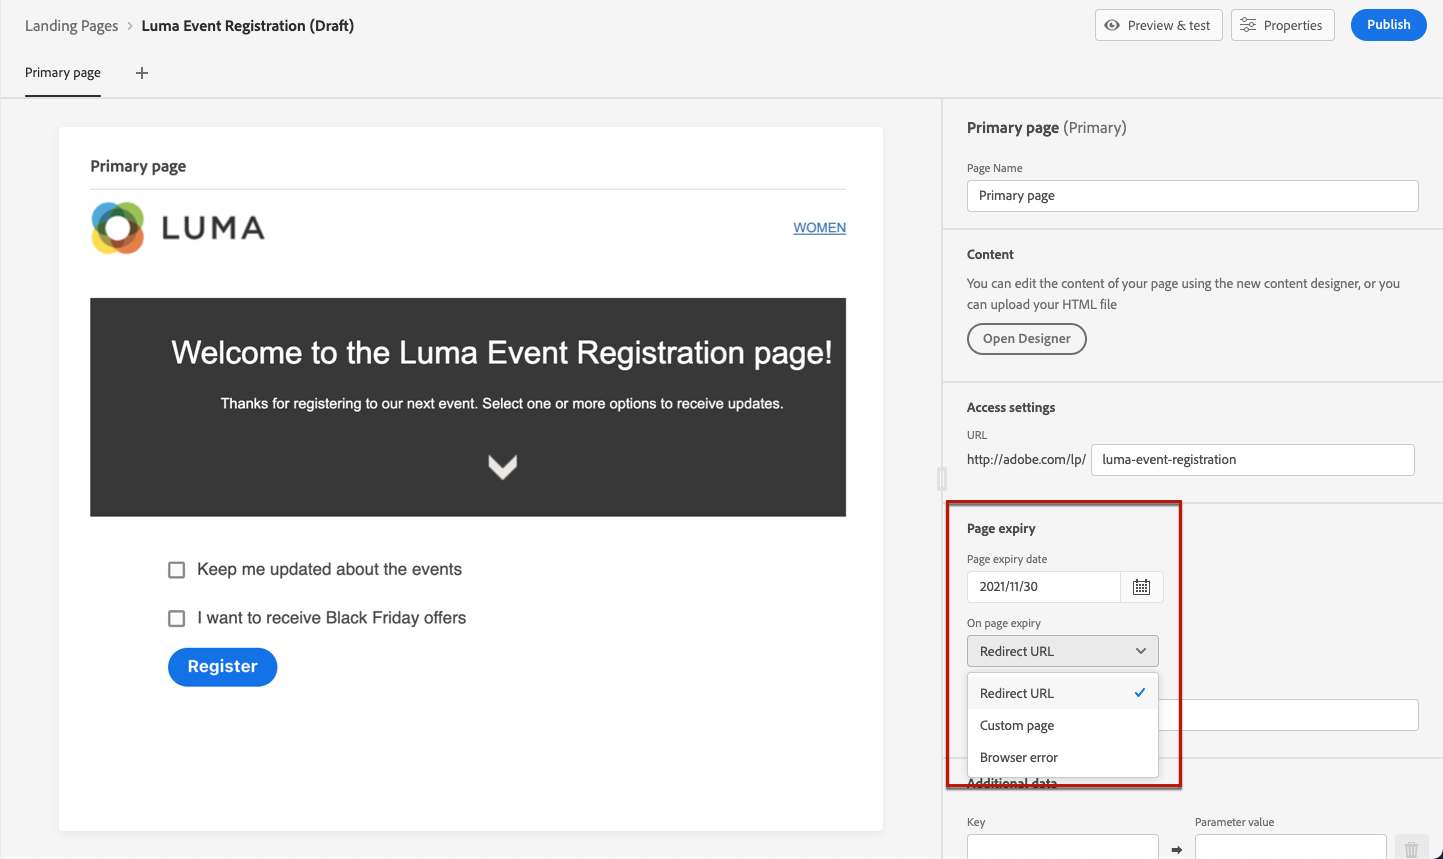 Landing Pages > Luma Event Registration (Draft)
Preview & test
Properties
Publish
Primary page
+
Primary page
LUMA
WOMEN
Welcome to the Luma Event Registration page!
Thanks for registering to our next event. Select one or more options to receive updates.
Keep me updated about the events
I want to receive Black Friday offers
Register
Primary page (Primary)
Page Name
Primary page
Content
You can edit the content of your page using the new content designer, or you
can upload your HTML file
Open Designer
Access settings
URL
http://adobe.com/lp/ luma-event-registration
Page expiry
Page expiry date
2021/11/30
On page expiry
Redirect URL
Redirect URL
Custom page
Browser error
Additional data
Key
Parameter value